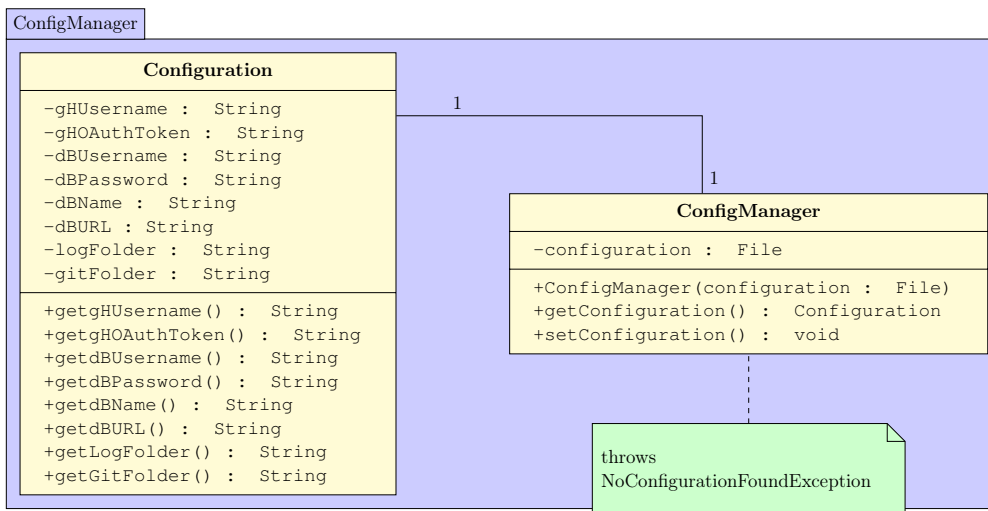 ConfigManager
Configuration
-gHUsername : String
-gHOAuthToken : String
-dBUsername : String
-dBPassword : String
-dBName : String
-dBURL : String
-logFolder : String
-gitFolder : String
+getgHUsername() : String
+getgHOAuthToken() : String
+getdBUsername() : String
+getdBPassword() : String
+getdBName() : String
+getdBURL() : String
+getLogFolder() : String
+getGitFolder() : String
1
1
ConfigManager
-configuration : File
+ConfigManager(configuration : File)
+getConfiguration() : Configuration
+setConfiguration() : void
throws
NoConfigurationFoundException